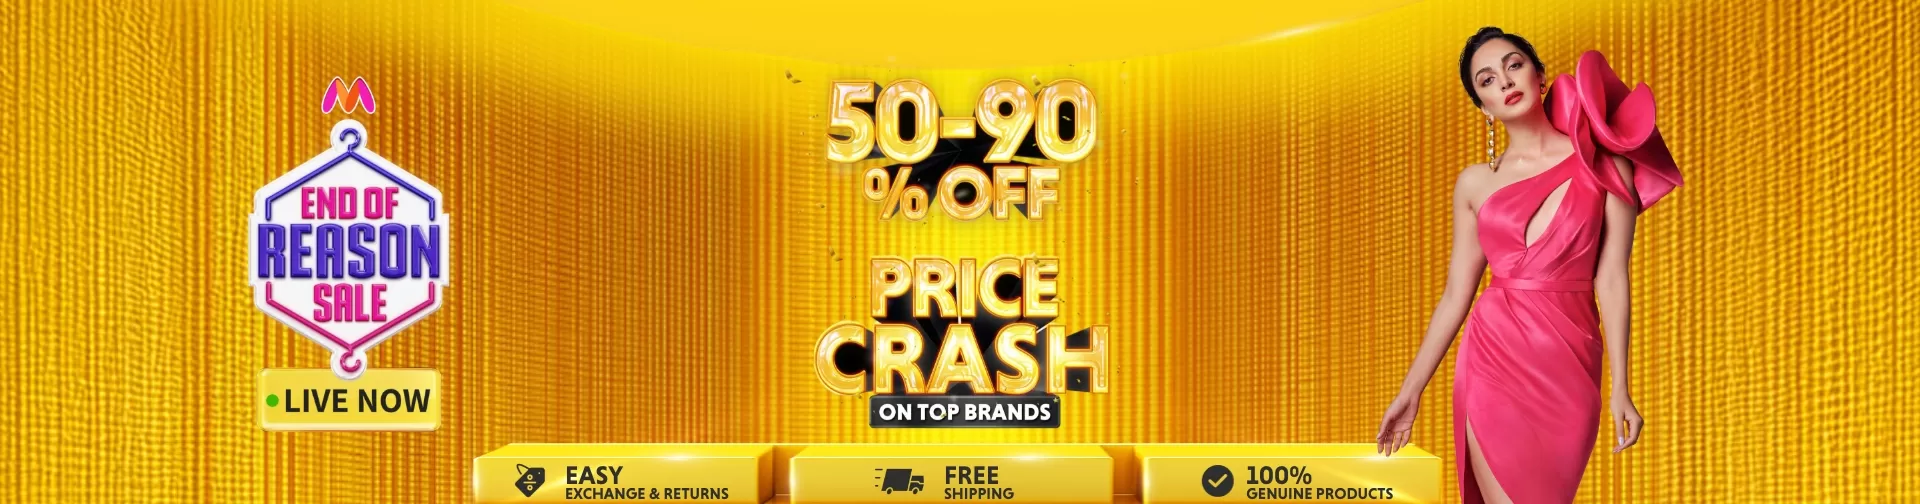 END OF
REASON
SALE
LIVE NOW
50-90
% OFF
PRICE
CRASH
ON TOP BRANDS
EASY
EXCHANGE & RETURNS
FREE
SHIPPING
100%
GENUINE PRODUCTS